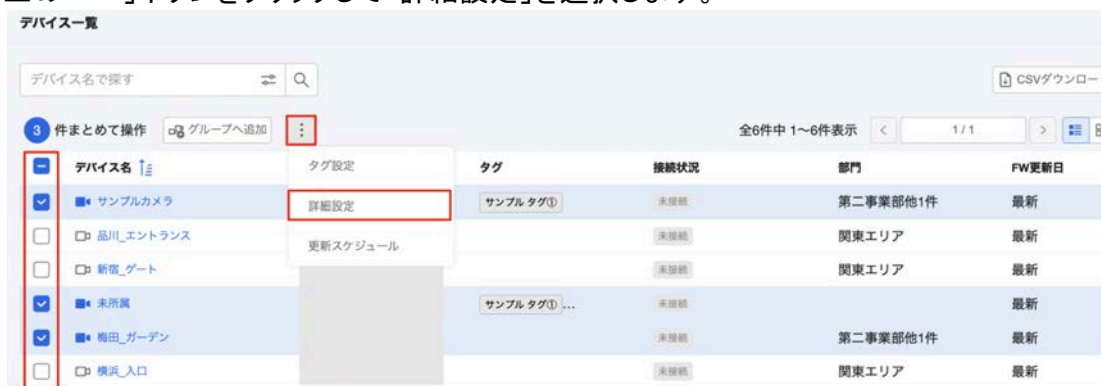 デバイス一覧
デバイス名で探す
CSVダウンロー
3 件まとめて操作 グループへ追加 全6件中 1〜6件表示 1 / 1
デバイス名 タグ 接続状況 部門 FW更新日
タグ設定
詳細設定
更新スケジュール
サンプルカメラ サンプル タグ① 未接続 第二事業部他1件 最新
品川_エントランス 未接続 関東エリア 最新
新宿_ゲート 未接続 関東エリア 最新
未所属 サンプル タグ① ... 未接続 最新
梅田_ガーデン 未接続 第二事業部他1件 最新
横浜_入口 未接続 関東エリア 最新